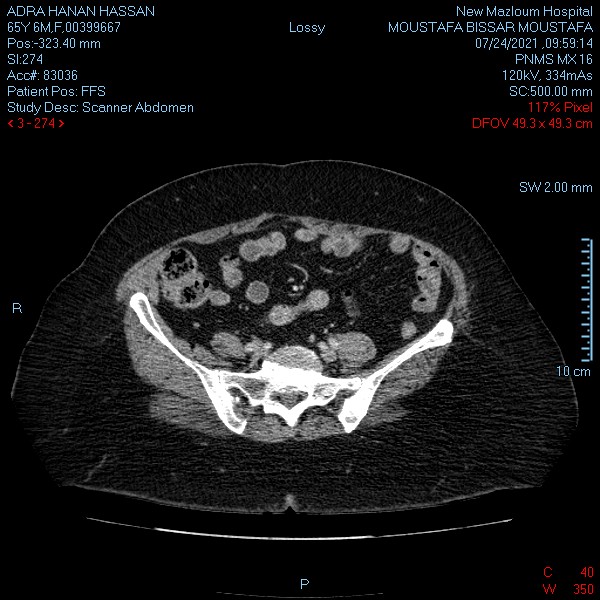 ADRA HANAN HASSAN
65Y 6M,F,00399667
Pos:-323.40 mm
SI:274
Acc#: 83036
Patient Pos: FFS
Study Desc: Scanner Abdomen
< 3 - 274 >
Lossy
New Mazloum Hospital
MOUSTAFA BISSAR MOUSTAFA
07/24/2021 ,09:59:14
PNMS MX 16
120kV, 334mAs
SC:500.00 mm
117% Pixel
DFOV 49.3 x 49.3 cm
SW 2.00 mm
R
10 cm
P
C 40
W 350